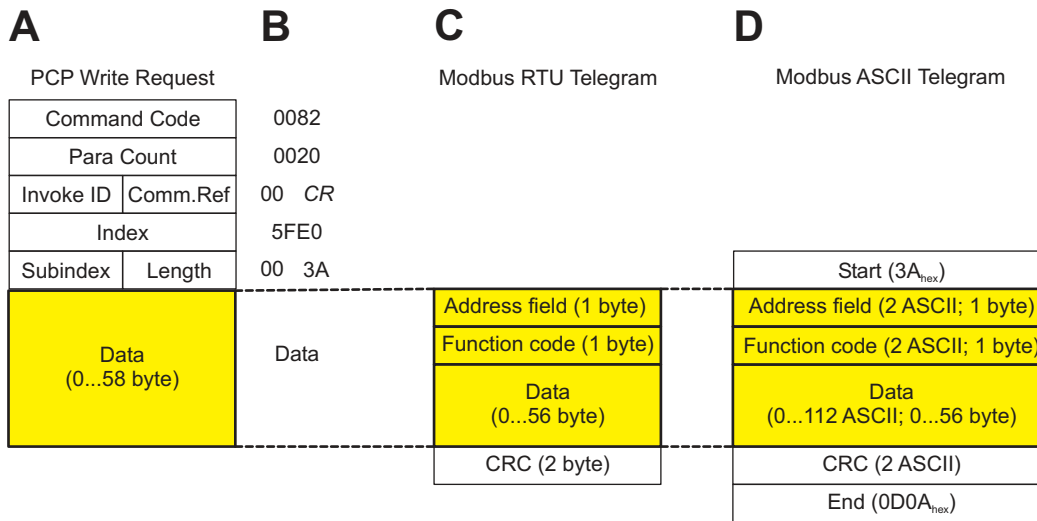 A B C D
PCP Write Request Modbus RTU Telegram Modbus ASCII Telegram
Command Code 0082
Para Count 0020
Invoke ID Comm.Ref 00 CR
Index 5FE0
Subindex Length 00 3A Start (3Ahex)
Address field (1 byte) Address field (2 ASCII; 1 byte)
Function code (1 byte) Function code (2 ASCII; 1 byte)
Data Data Data Data
(0...58 byte) (0...56 byte) (0...112 ASCII; 0...56 byte)
CRC (2 byte) CRC (2 ASCII)
End (0D0Ahex)